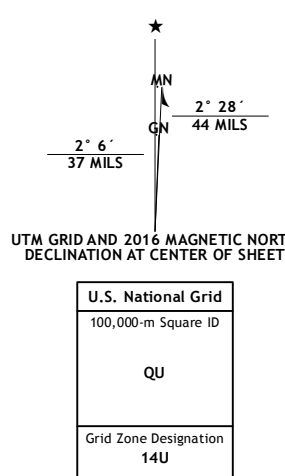 ★
MN
GN
2° 28´
44 MILS
2° 6´
37 MILS
UTM GRID AND 2016 MAGNETIC NORT
DECLINATION AT CENTER OF SHEET
U.S. National Grid
100,000-m Square ID
QU
Grid Zone Designation
14U